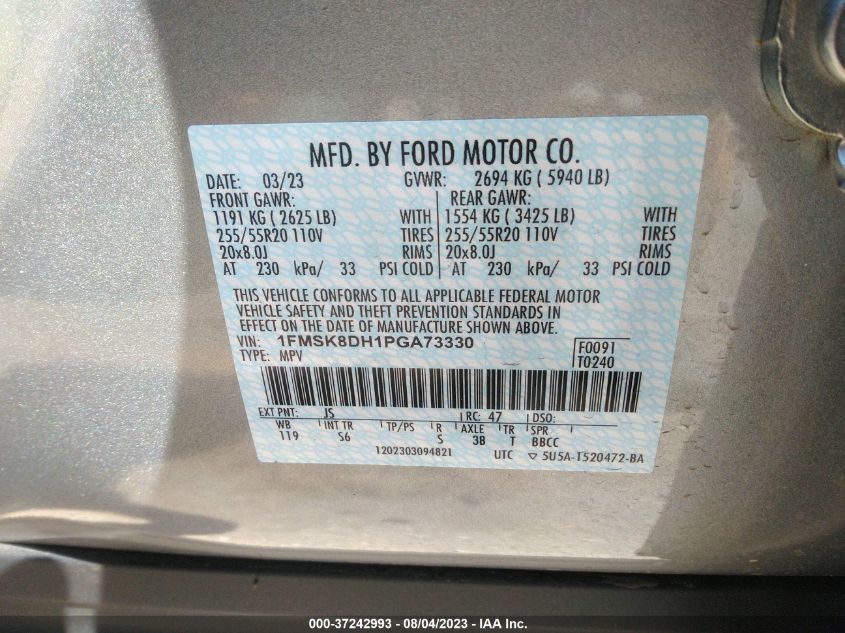 MFD. BY FORD MOTOR CO.
DATE: 03/23 GVWR: 2694 KG ( 5940 LB)
FRONT GAWR: REAR GAWR:
1191 KG ( 2625 LB) WITH 1554 KG ( 3425 LB) WITH
255/55R20 110V TIRES 255/55R20 110V TIRES
20x8.0J RIMS 20x8.0J RIMS
AT 230 kPa/ 33 PSI COLD AT 230 kPa/ 33 PSI COLD
THIS VEHICLE CONFORMS TO ALL APPLICABLE FEDERAL MOTOR
VEHICLE SAFETY AND THEFT PREVENTION STANDARDS IN
EFFECT ON THE DATE OF MANUFACTURE SHOWN ABOVE.
VIN: 1FMSK8DH1PGA73330 F0091
TYPE: MPV T0240
EXT PNT: JS RC: 47 DSO:
WB INT TR TP/PS R AXLE TR SPR
119 S6 S 3B T BBCC
1202303094821 UTC ▽ 5U5A-1520472-BA
000-37242993 - 08/04/2023 - IAA Inc.